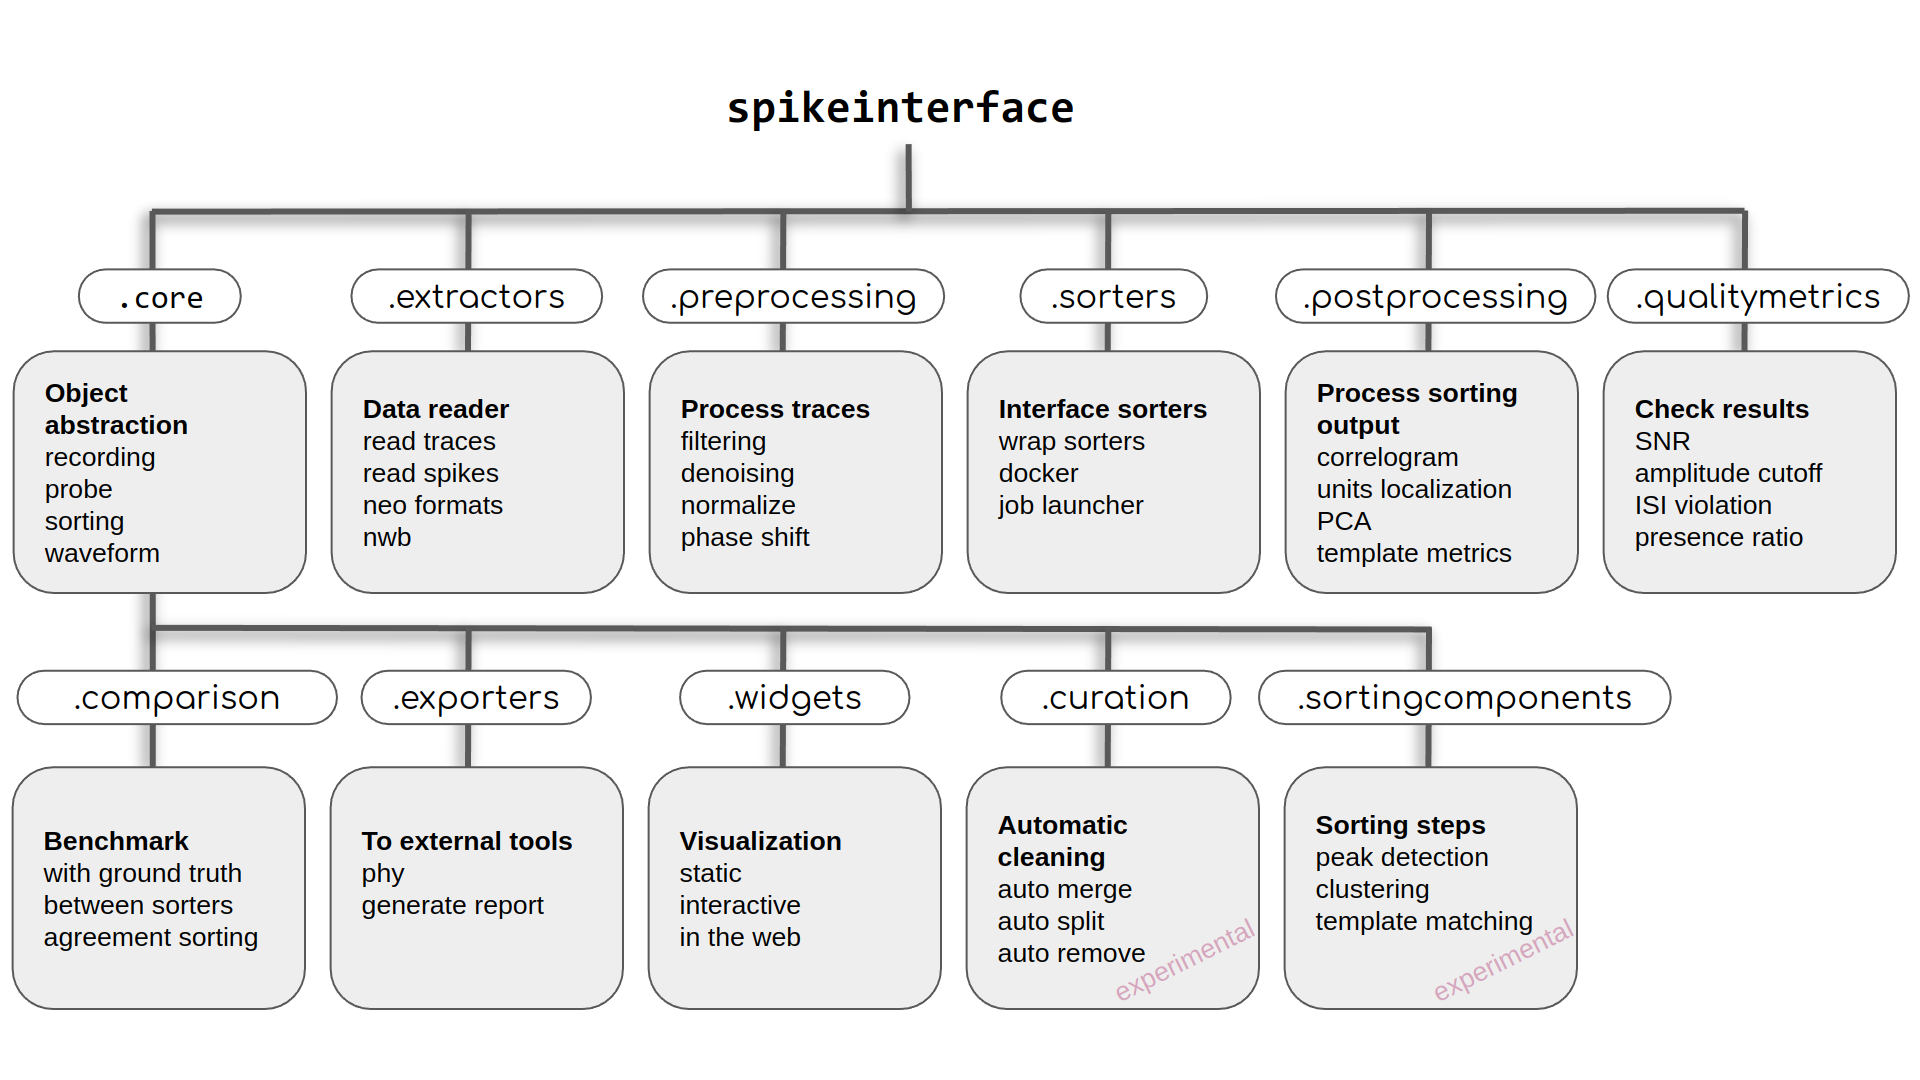 spikeinterface
.core
.extractors
.preprocessing
.sorters
.postprocessing
.qualitymetrics
Object
abstraction
recording
probe
sorting
waveform
Data reader
read traces
read spikes
neo formats
nwb
Process traces
filtering
denoising
normalize
phase shift
Interface sorters
wrap sorters
docker
job launcher
Process sorting
output
correlogram
units localization
PCA
template metrics
Check results
SNR
amplitude cutoff
ISI violation
presence ratio
.comparison
.exporters
.widgets
.curation
.sortingcomponents
Benchmark
with ground truth
between sorters
agreement sorting
To external tools
phy
generate report
Visualization
static
interactive
in the web
Automatic
cleaning
auto merge
auto split
auto remove
experimental
Sorting steps
peak detection
clustering
template matching
experimental